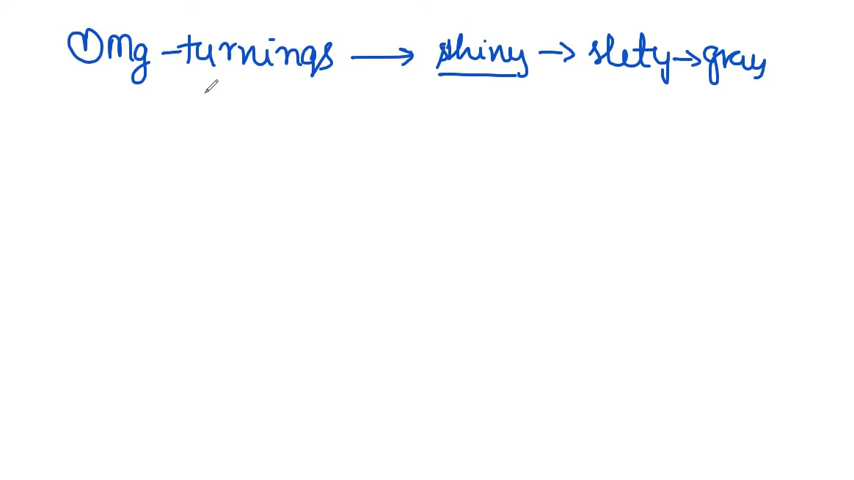 ① Mg -turnings → shiny → slety → gray